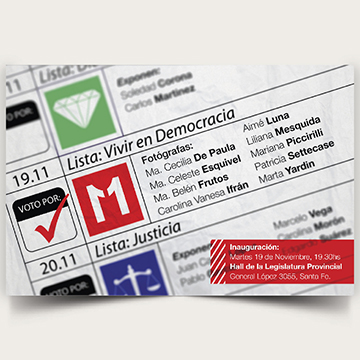 Lista:
Exponen:
Soledad Corona
Carlos Martinez
19.11
Lista: Vivir en Democracia
VOTO POR:
M
Fotógrafas:
Ma. Cecilia De Paula
Ma. Celeste Esquivel
Ma. Belén Frutos
Carolina Vanesa Ifrán
Aimé Luna
Liliana Mesquida
Mariana Piccirilli
Patricia Settecase
Marta Yardin
20.11
Lista: Justicia
VOTO POR:
Exponen:
Marcelo Vega
Inauguración:
Martes 19 de Noviembre, 19.30hs
Hall de la Legislatura Provincial
General López 3055, Santa Fe.